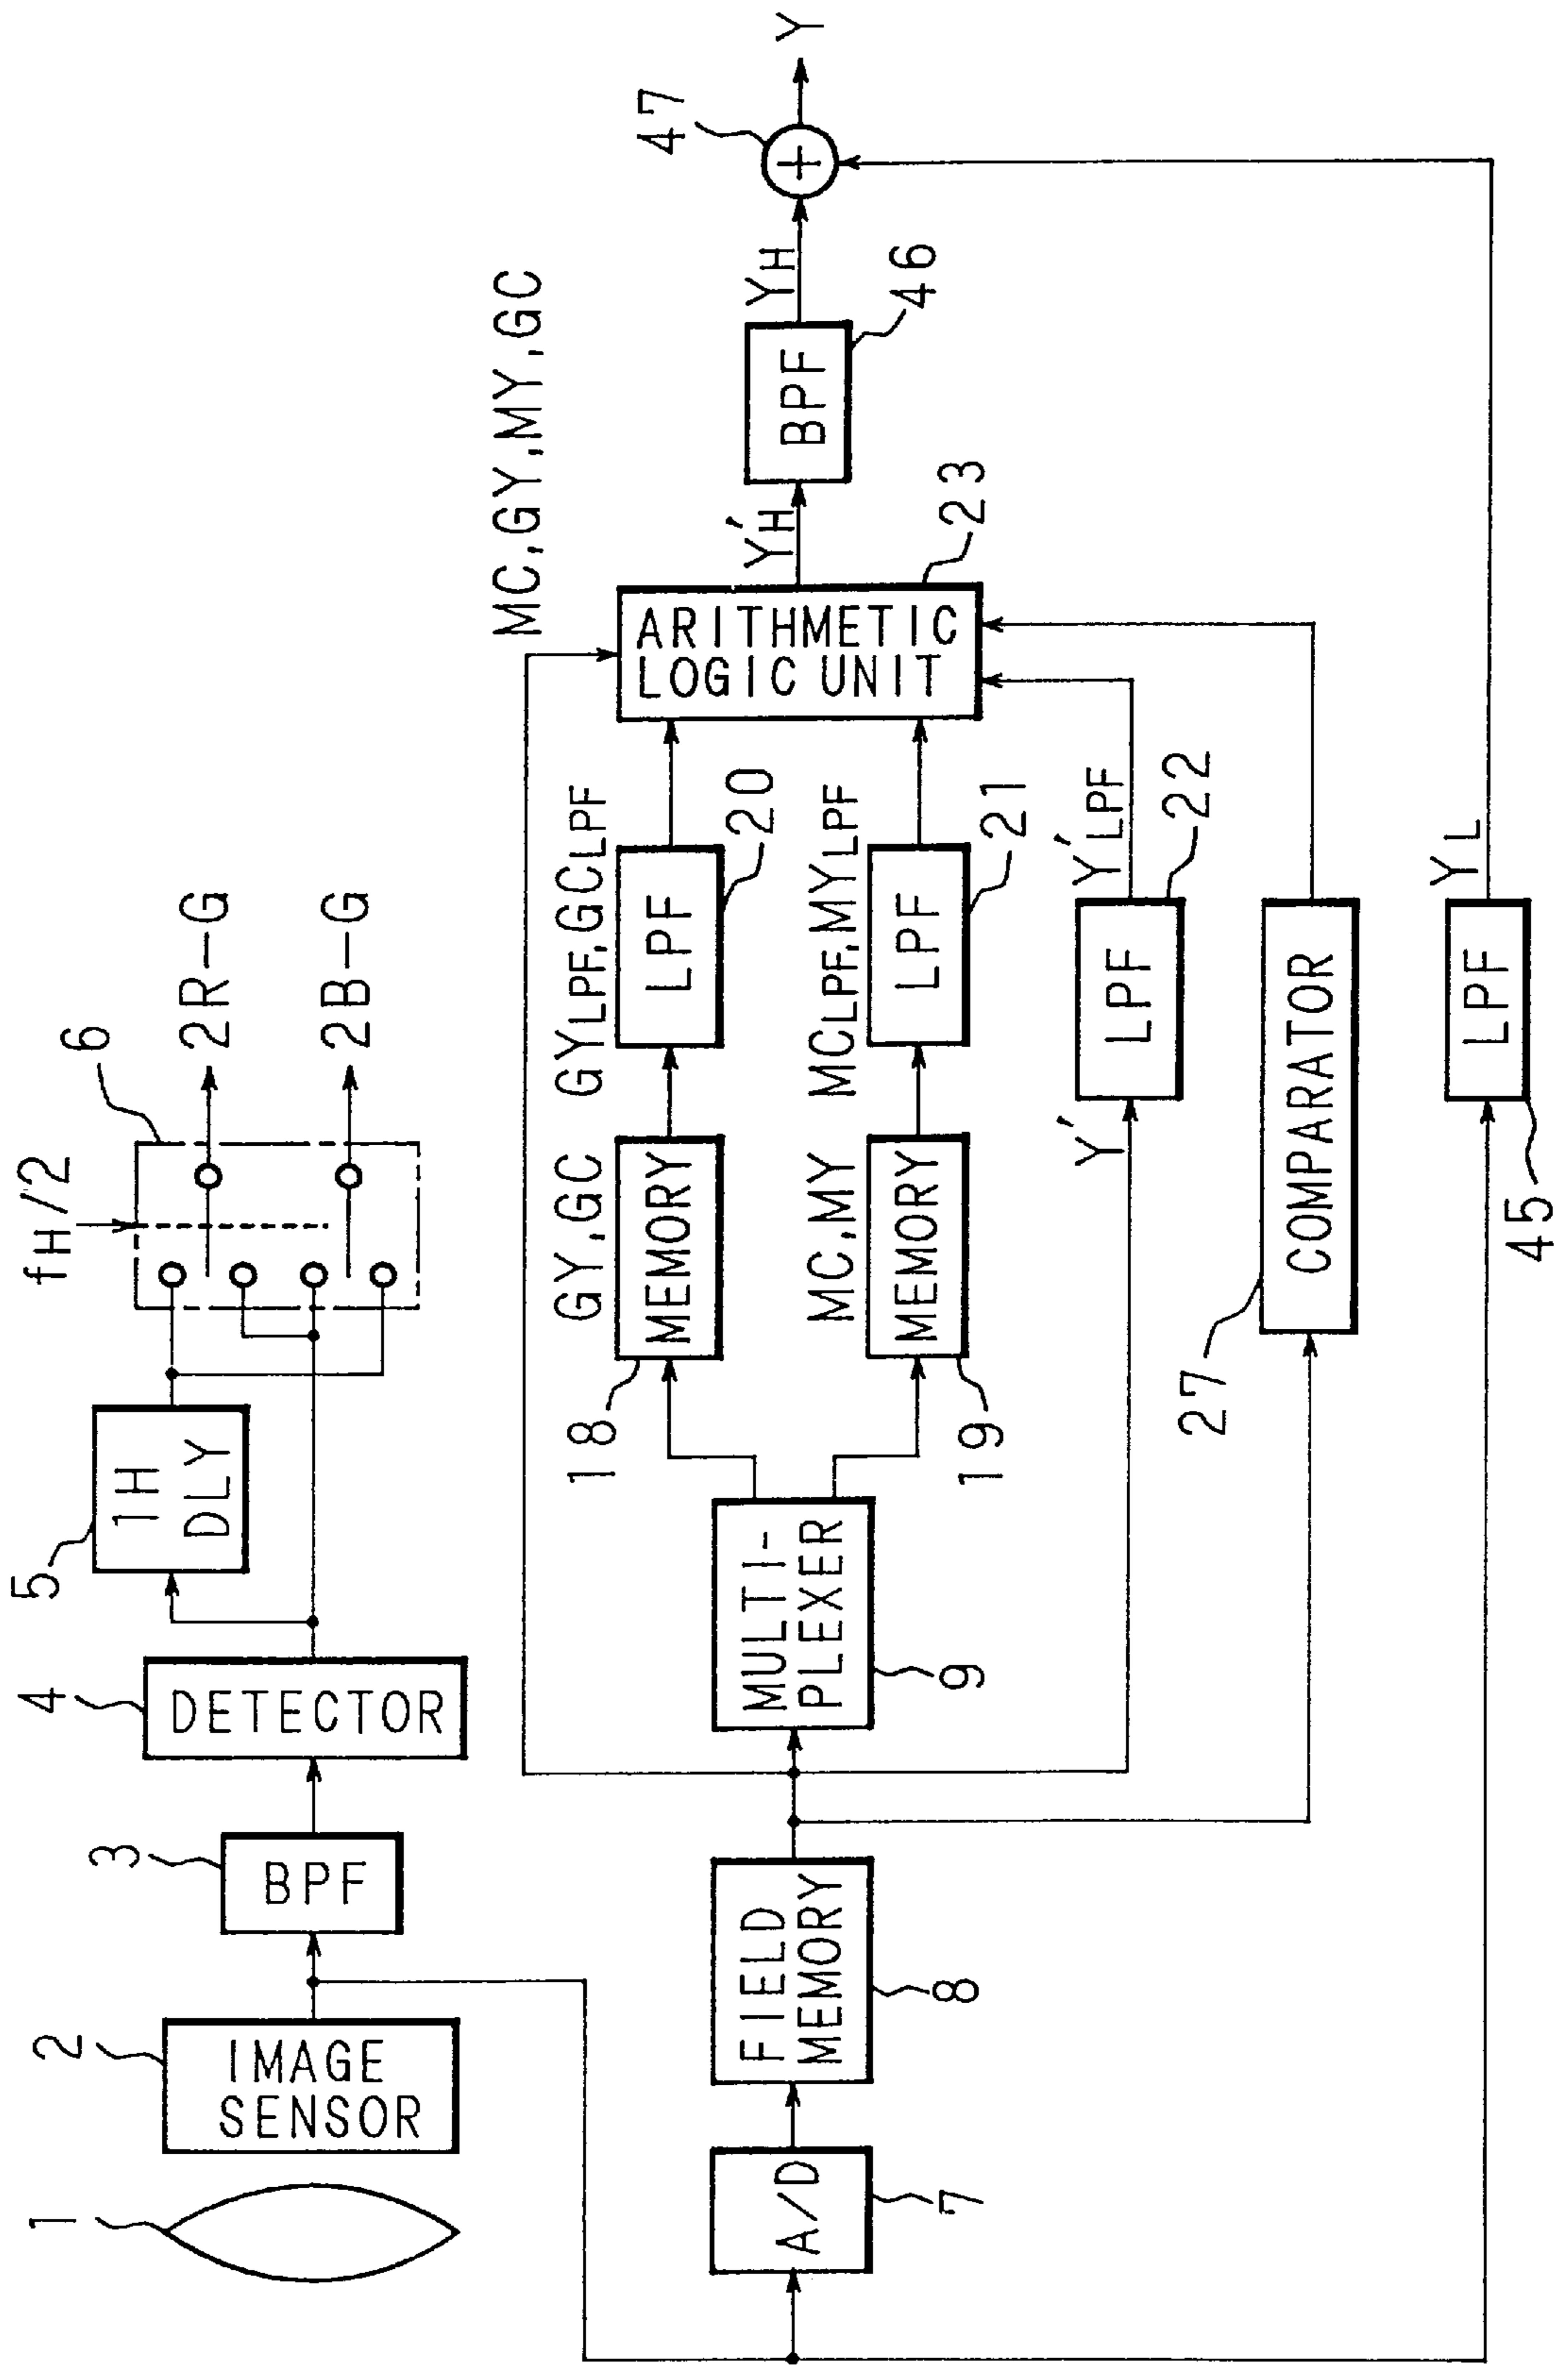 1
2
IMAGE
SENSOR
3
BPF
4
DETECTOR
5
1H
DLY
fH/2
6
2R-G
2B-G
7
A/D
8
FIELD
MEMORY
9
MULTI-
PLEXER
18
MEMORY
GY,GC
19
MEMORY
MC,MY
GYLPF,GCLPF
LPF
20
MCLPF,MYLPF
LPF
21
Y'
LPF
Y'LPF
22
27
COMPARATOR
MC,GY,MY,GC
ARITHMETIC
LOGIC UNIT
23
Y'H
BPF
46
YH
47
+
Y
45
LPF
YL